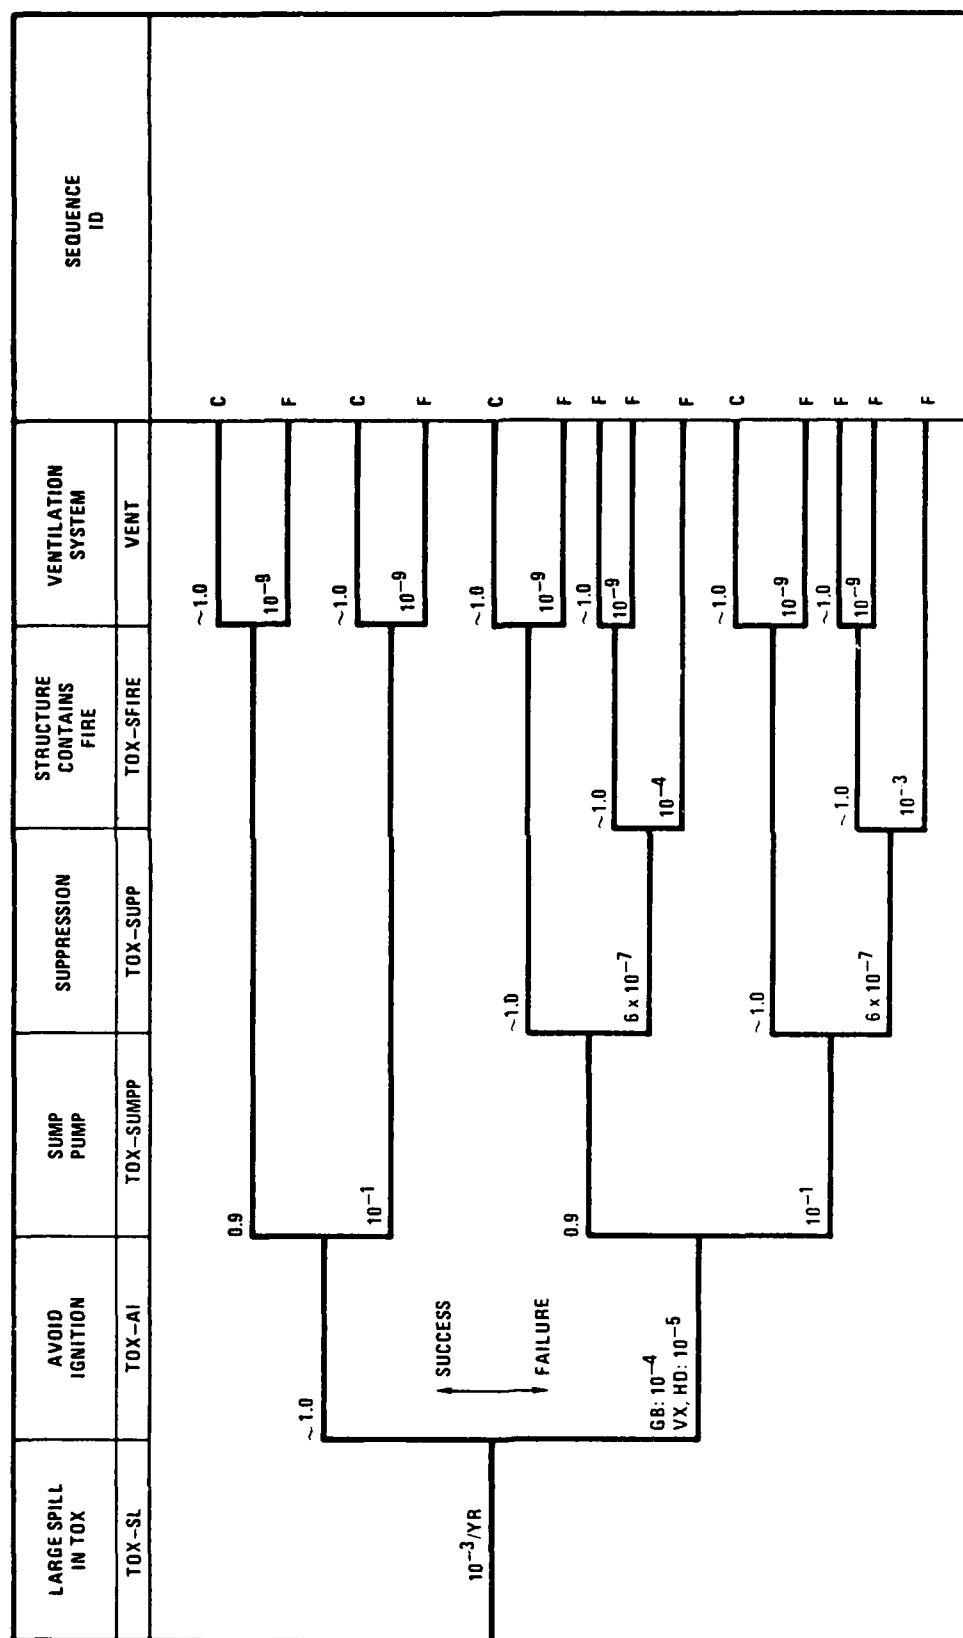 LARGE SPILL
IN TOX
AVOID
IGNITION
SUMP
PUMP
SUPPRESSION
STRUCTURE
CONTAINS
FIRE
VENTILATION
SYSTEM
SEQUENCE
ID
TOX-SL
TOX-AI
TOX-SUMPP
TOX-SUPP
TOX-SFIRE
VENT
10⁻³/YR
~1.0
SUCCESS
FAILURE
GB: 10⁻⁴
VX, HD: 10⁻⁵
0.9
10⁻¹
0.9
10⁻¹
~1.0
6 x 10⁻⁷
~1.0
6 x 10⁻⁷
~1.0
10⁻⁴
~1.0
10⁻³
~1.0
10⁻⁹
~1.0
10⁻⁹
~1.0
10⁻⁹
~1.0
10⁻⁹
~1.0
10⁻⁹
~1.0
10⁻⁹
C
F
C
F
C
F
F
F
F
C
F
F
F
F